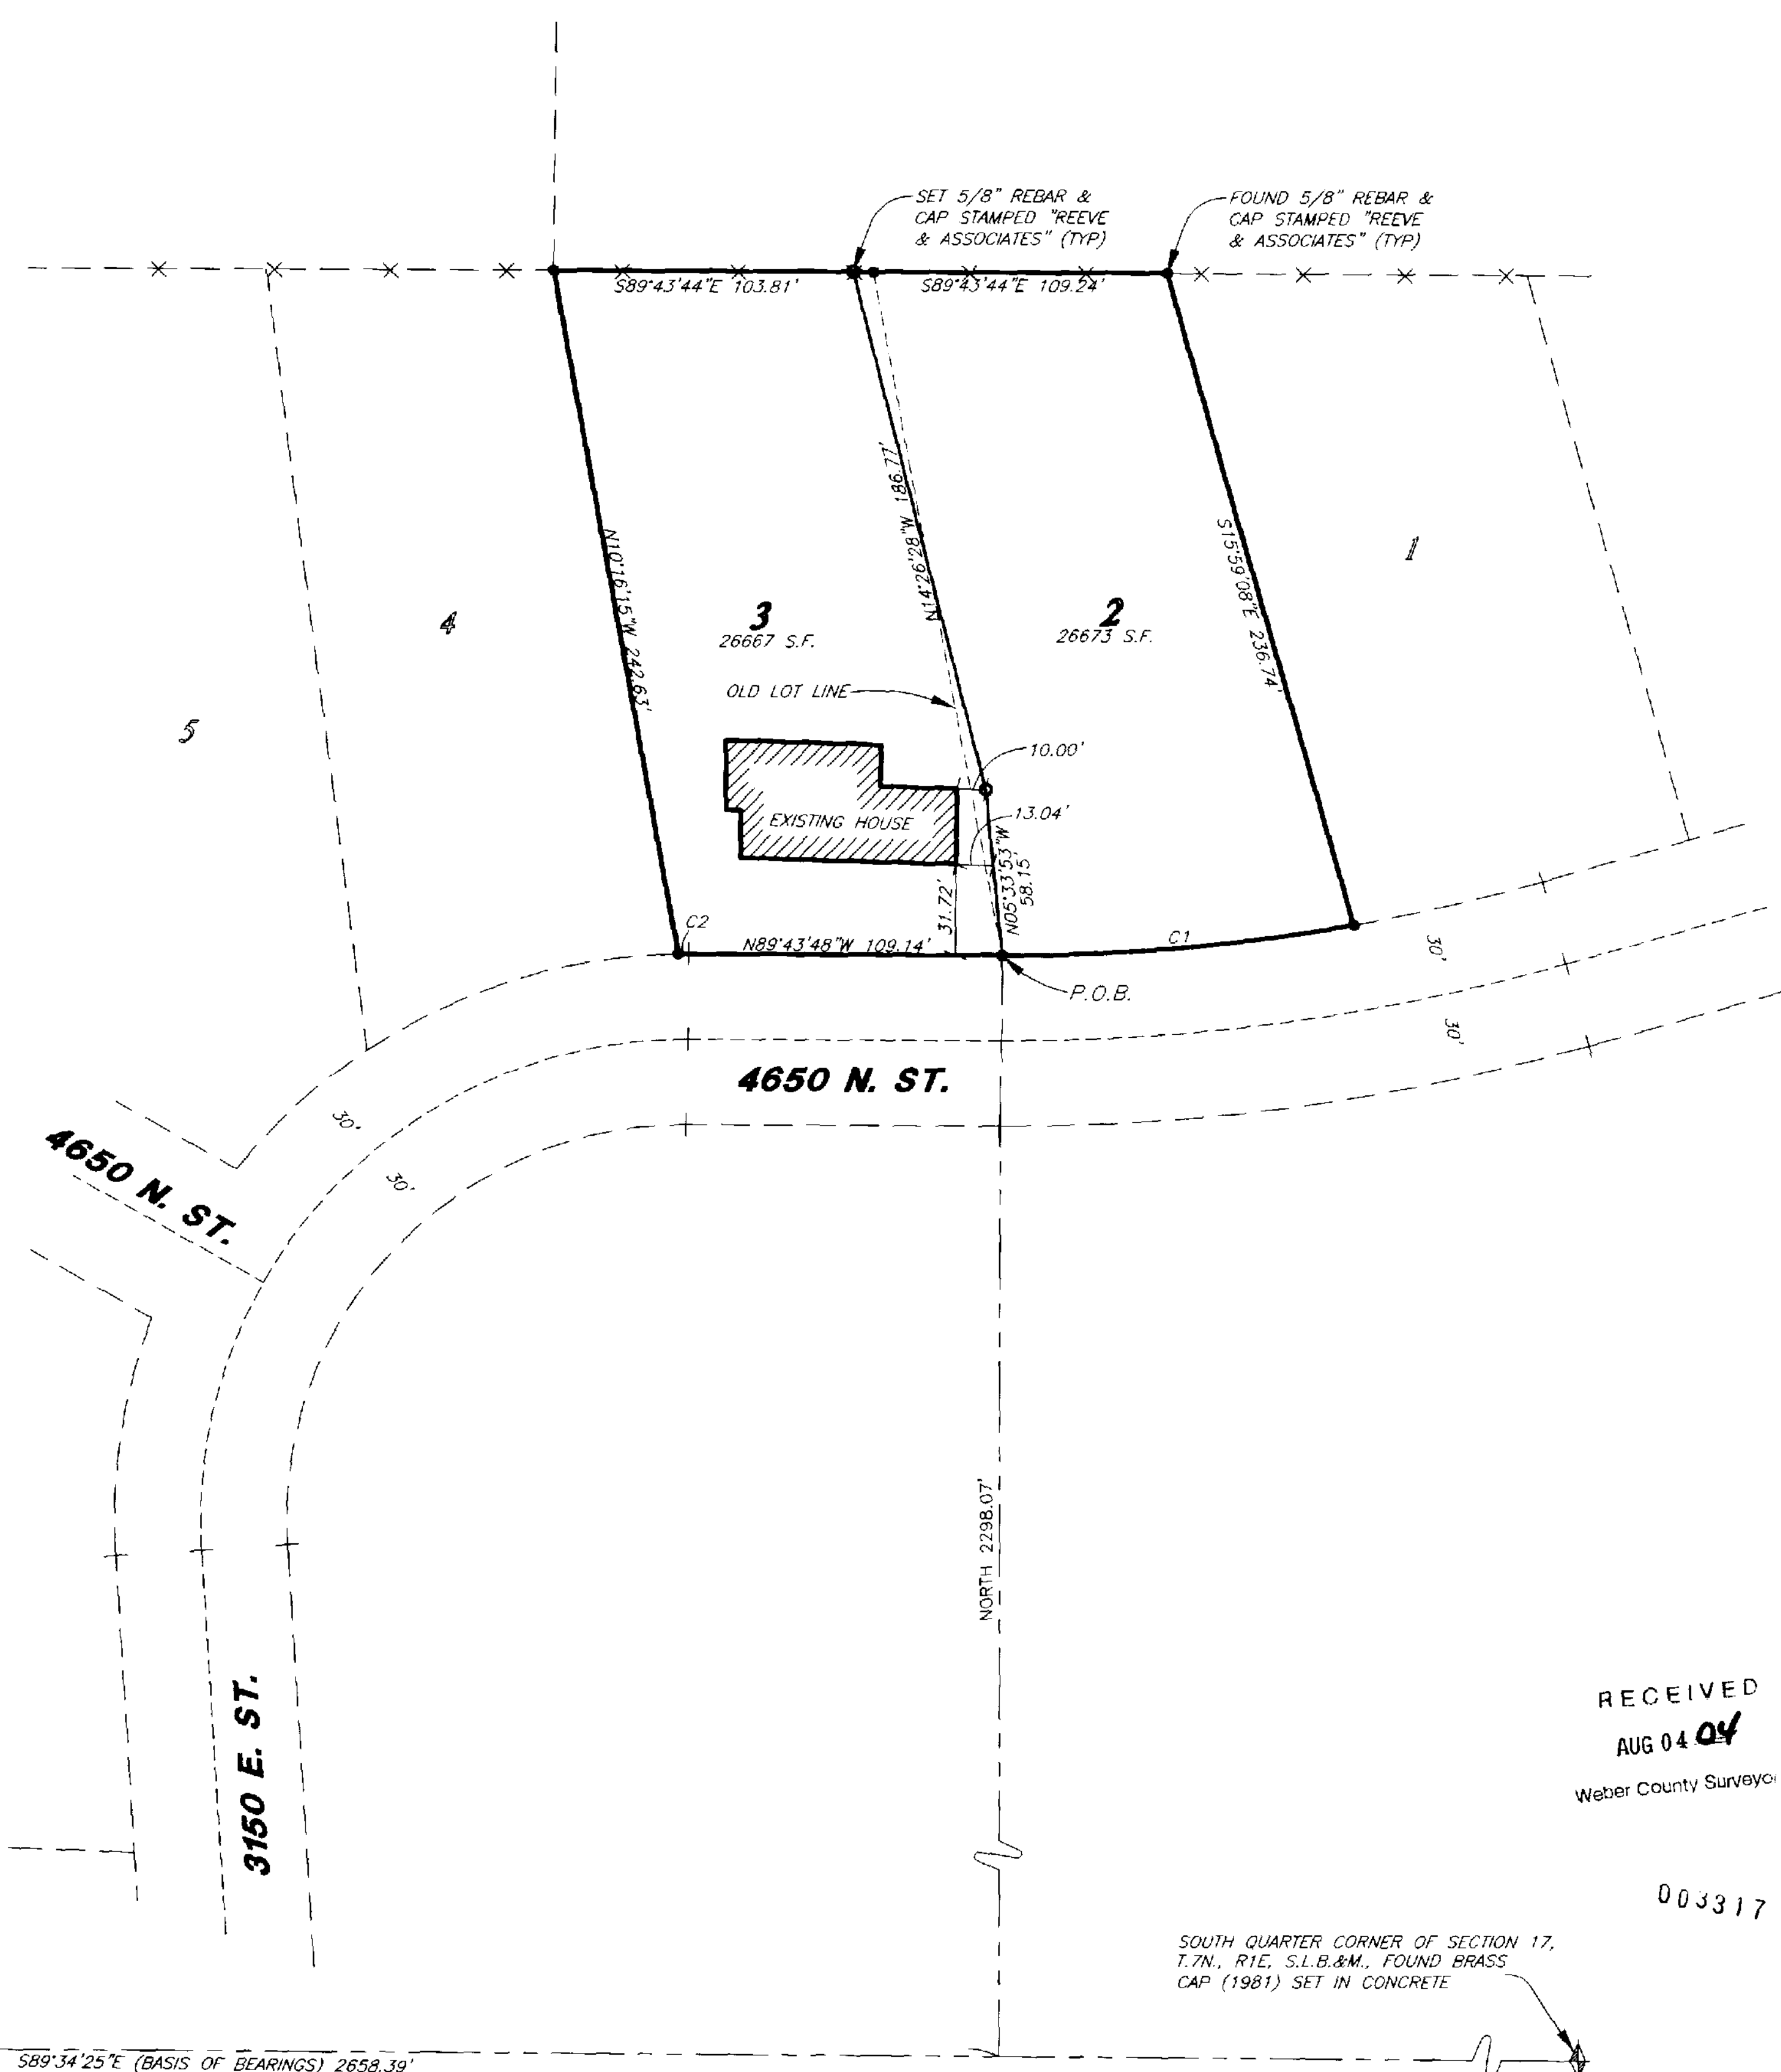 SET 5/8" REBAR &
CAP STAMPED "REEVE
& ASSOCIATES" (TYP)
FOUND 5/8" REBAR &
CAP STAMPED "REEVE
& ASSOCIATES" (TYP)
S89°43'44"E 103.81'
S89°43'44"E 109.24'
N10°16'15"W 242.63'
N14°26'28"W 186.77'
S15°59'08"E 236.74'
1
2
26673 S.F.
3
26667 S.F.
4
5
OLD LOT LINE
10.00'
13.04'
EXISTING HOUSE
N05°33'53"W
58.15'
31.72'
C2
N89°43'48"W 109.14'
C1
P.O.B.
30'
30'
4650 N. ST.
30'
30'
4650 N. ST.
NORTH 2298.07'
3150 E. ST.
RECEIVED
AUG 04 04
Weber County
003317
SOUTH QUARTER CORNER OF SECTION 17,
T.7N., R1E, S.L.B.&M., FOUND BRASS
CAP (1981) SET IN CONCRETE
S89°34'25"E (BASIS OF BEARINGS) 2658.39'